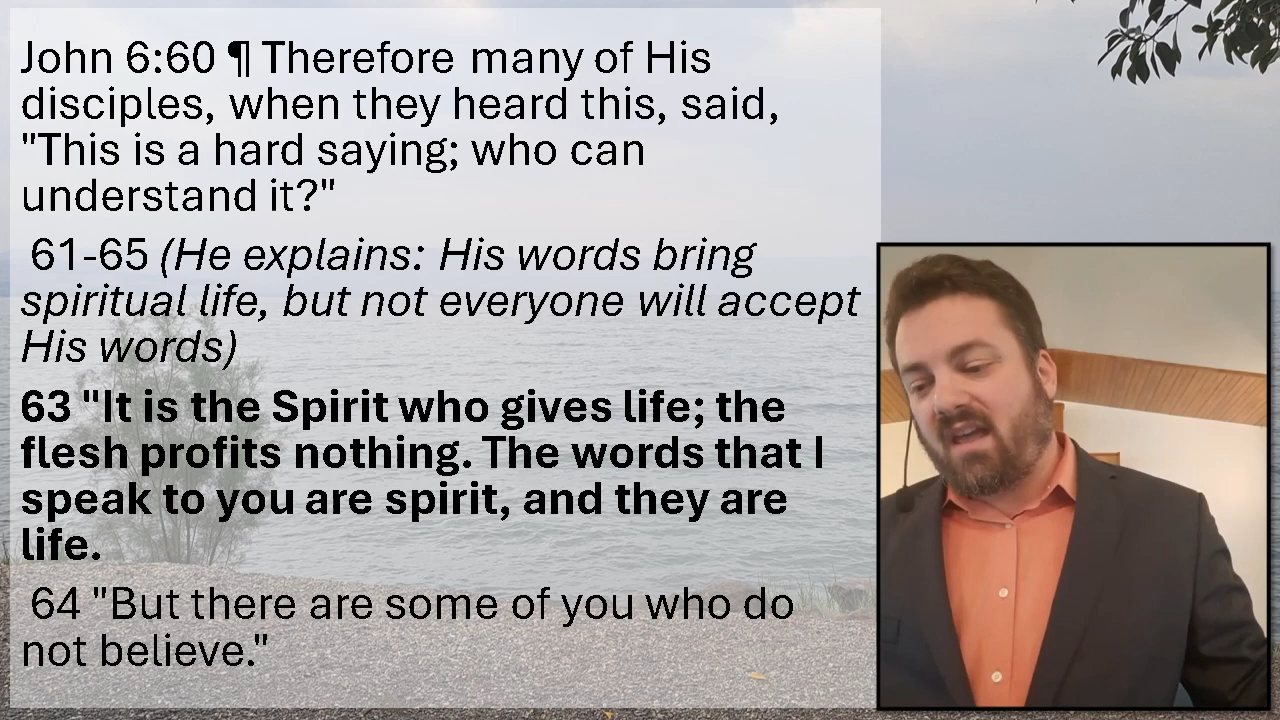 John 6:60 ¶ Therefore many of His
disciples, when they heard this, said,
"This is a hard saying; who can
understand it?"
61-65 (He explains: His words bring
spiritual life, but not everyone will accept
His words)
63 "It is the Spirit who gives life; the
flesh profits nothing. The words that I
speak to you are spirit, and they are
life.
64 "But there are some of you who do
not believe."